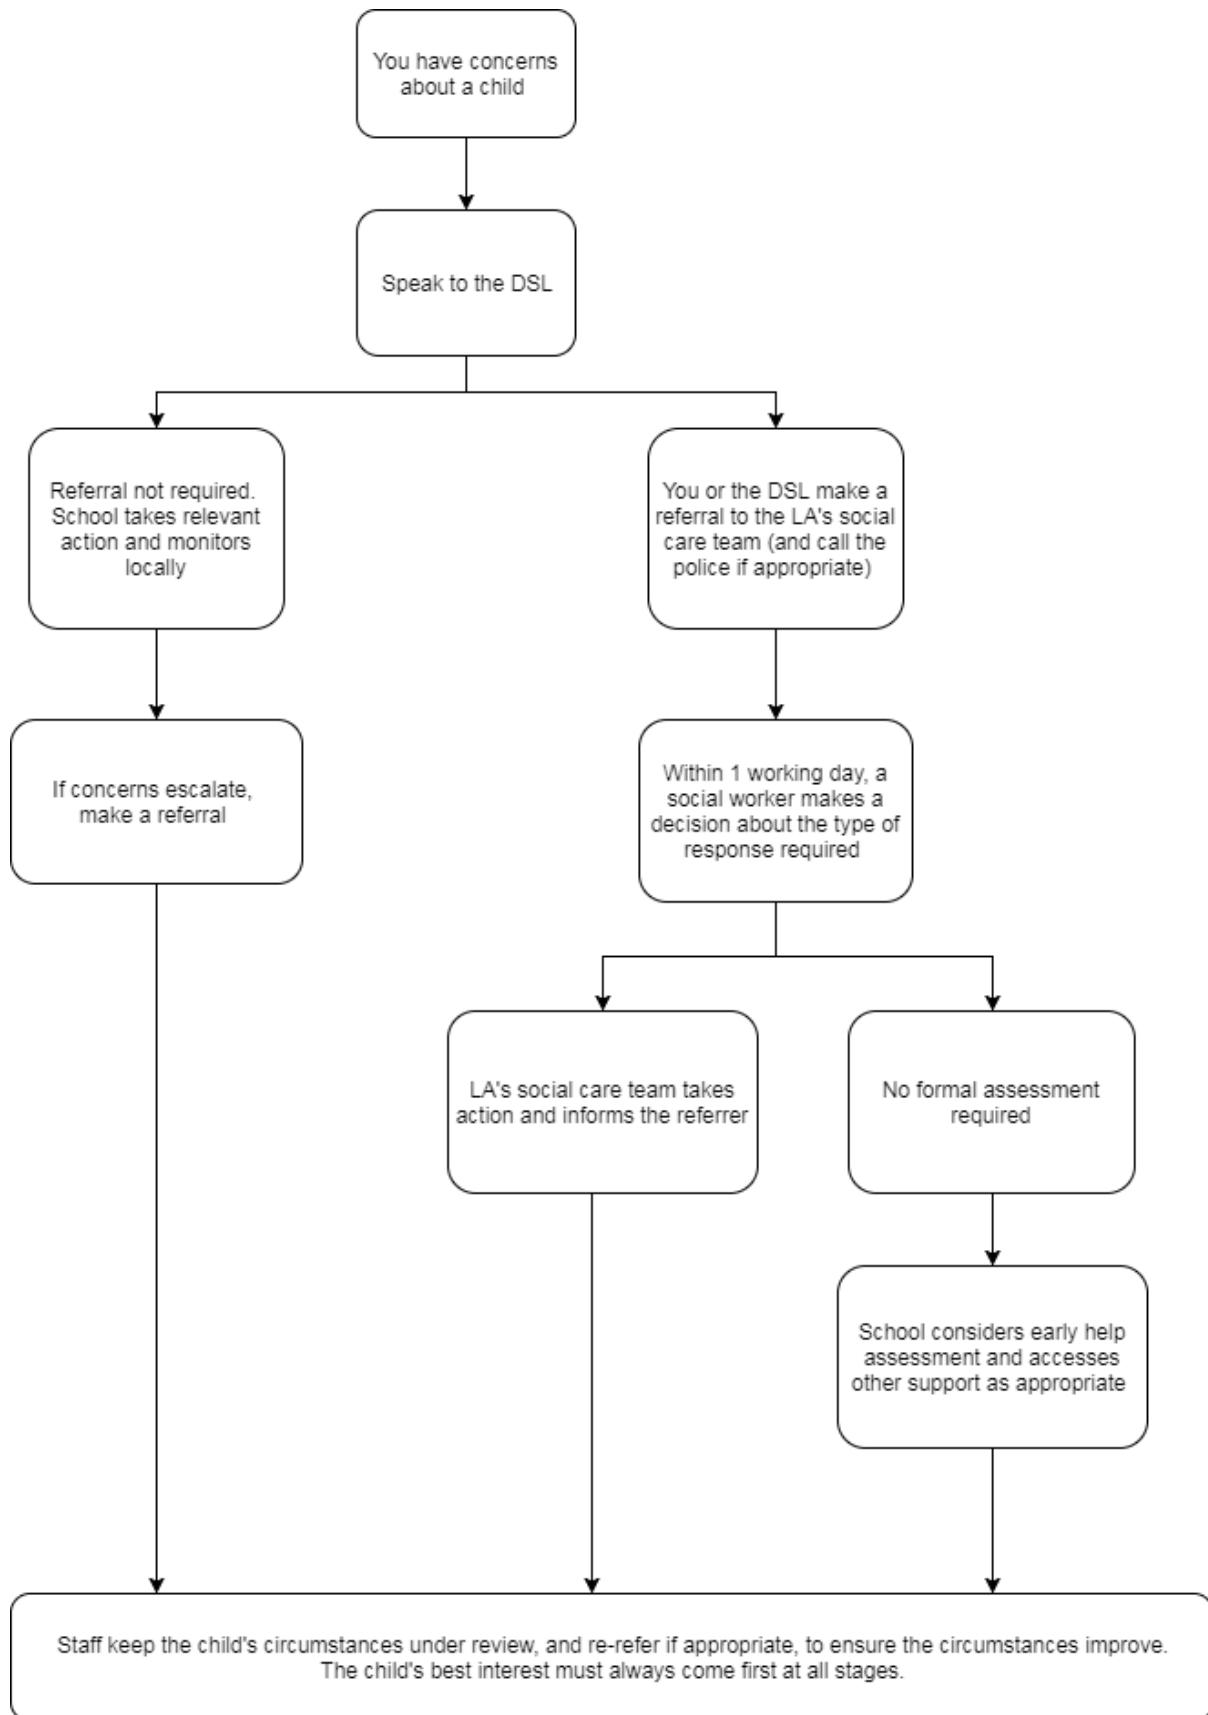 You have concerns
about a child
Speak to the DSL
Referral not required.
School takes relevant
action and monitors
locally
You or the DSL make a
referral to the LA's social
care team (and call the
police if appropriate)
If concerns escalate,
make a referral
Within 1 working day, a
social worker makes a
decision about the type of
response required
LA's social care team takes
action and informs the referrer
No formal assessment
required
School considers early help
assessment and accesses
other support as appropriate
Staff keep the child's circumstances under review, and re-refer if appropriate, to ensure the circumstances improve.
The child's best interest must always come first at all stages.